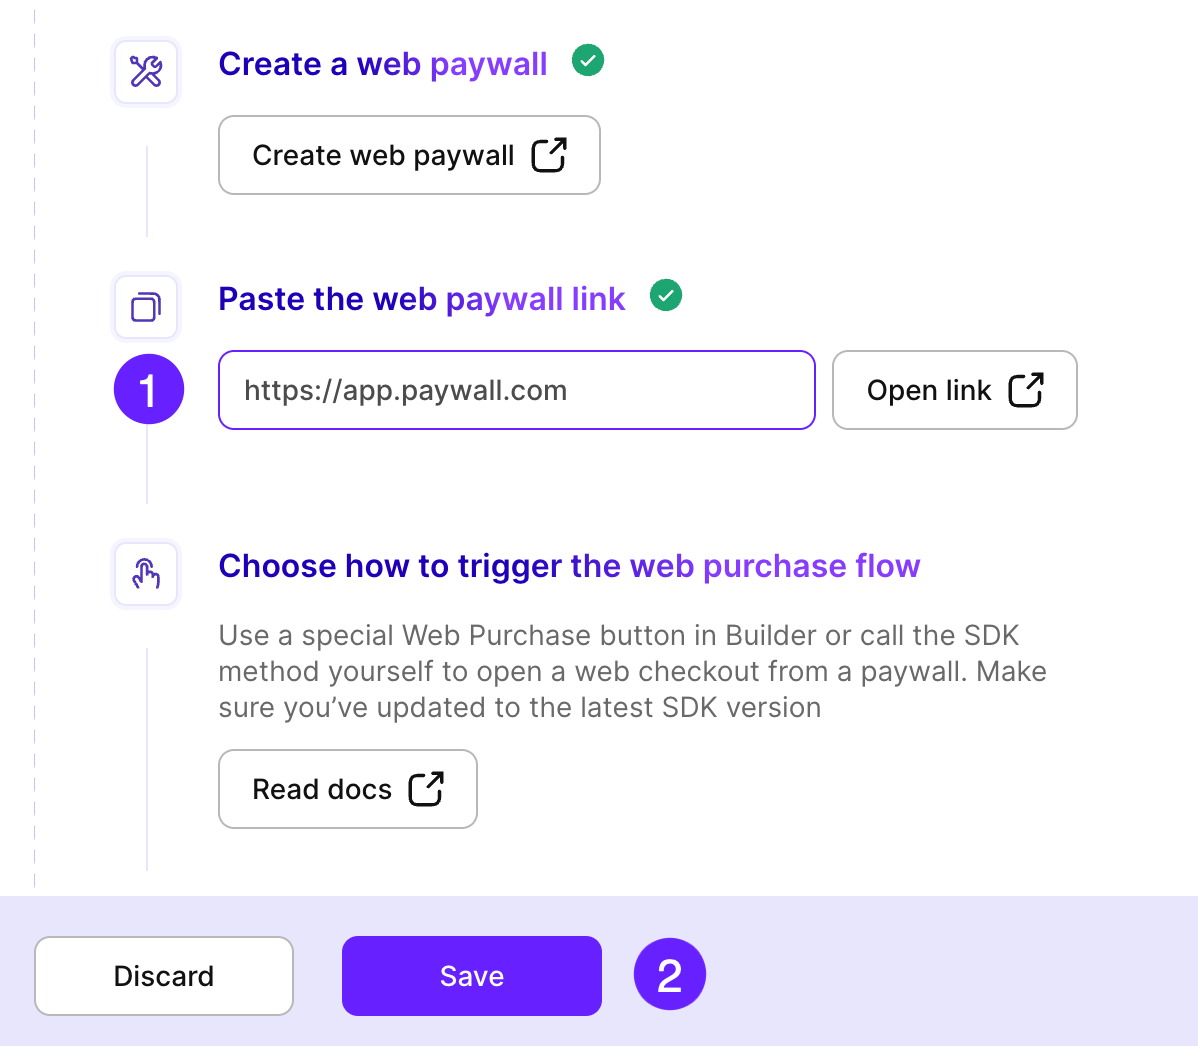 Create a web paywall
Create web paywall
Paste the web paywall link
1
https://app.paywall.com
Open link
Choose how to trigger the web purchase flow
Use a special Web Purchase button in Builder or call the SDK
method yourself to open a web checkout from a paywall. Make
sure you’ve updated to the latest SDK version
Read docs
Discard
Save
2